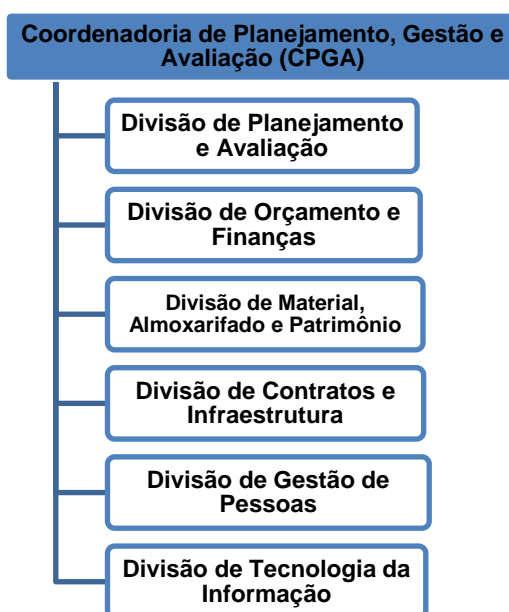 Coordenadoria de Planejamento, Gestão e
Avaliação (CPGA)
Divisão de Planejamento
e Avaliação
Divisão de Orçamento e
Finanças
Divisão de Material,
Almoxarifado e Patrimônio
Divisão de Contratos e
Infraestrutura
Divisão de Gestão de
Pessoas
Divisão de Tecnologia da
Informação